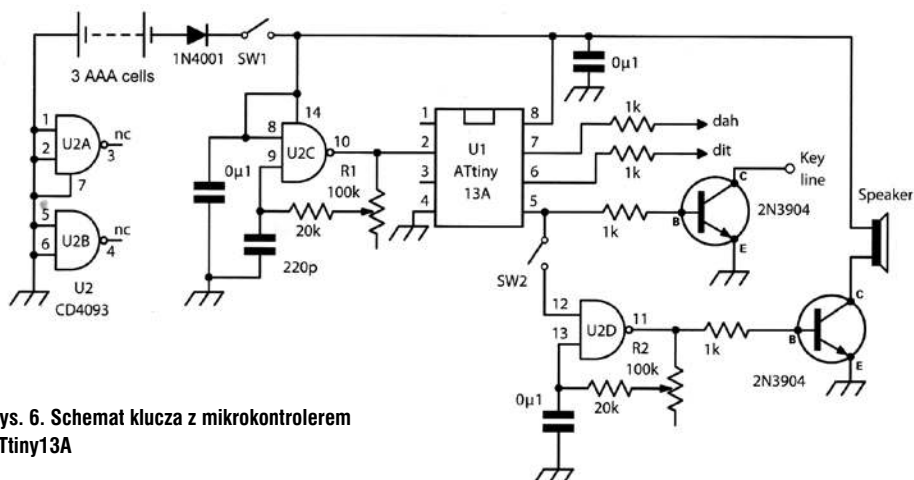 3 AAA cells
1N4001
SW1
0µ1
1
2
U2A
nc
3
7
5
6
U2B
nc
4
U2
CD4093
14
8
9
U2C
10
0µ1
R1
100k
20k
220p
1
2
3
4
U1
ATtiny
13A
8
7
6
5
1k
dah
dit
1k
1k
B
C
E
Key
line
2N3904
Speaker
SW2
12
13
U2D
11
R2
100k
1k
20k
0µ1
B
C
E
2N3904
ys. 6. Schemat klucza z mikrokontrolerem
Ttiny13A